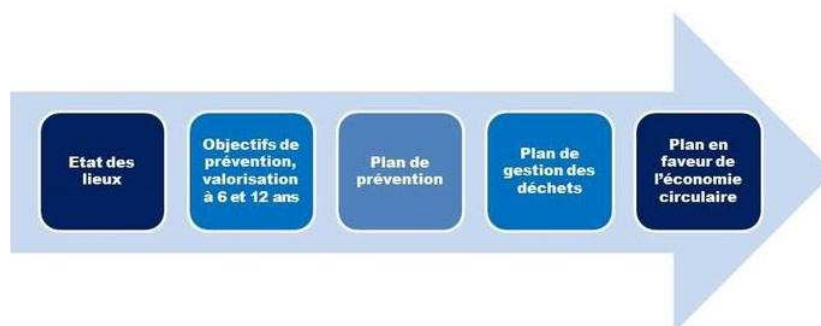 Etat des
lieux
Objectifs de
prévention,
valorisation
à 6 et 12 ans
Plan de
prévention
Plan de
gestion des
déchets
Plan en
faveur de
l'économie
circulaire